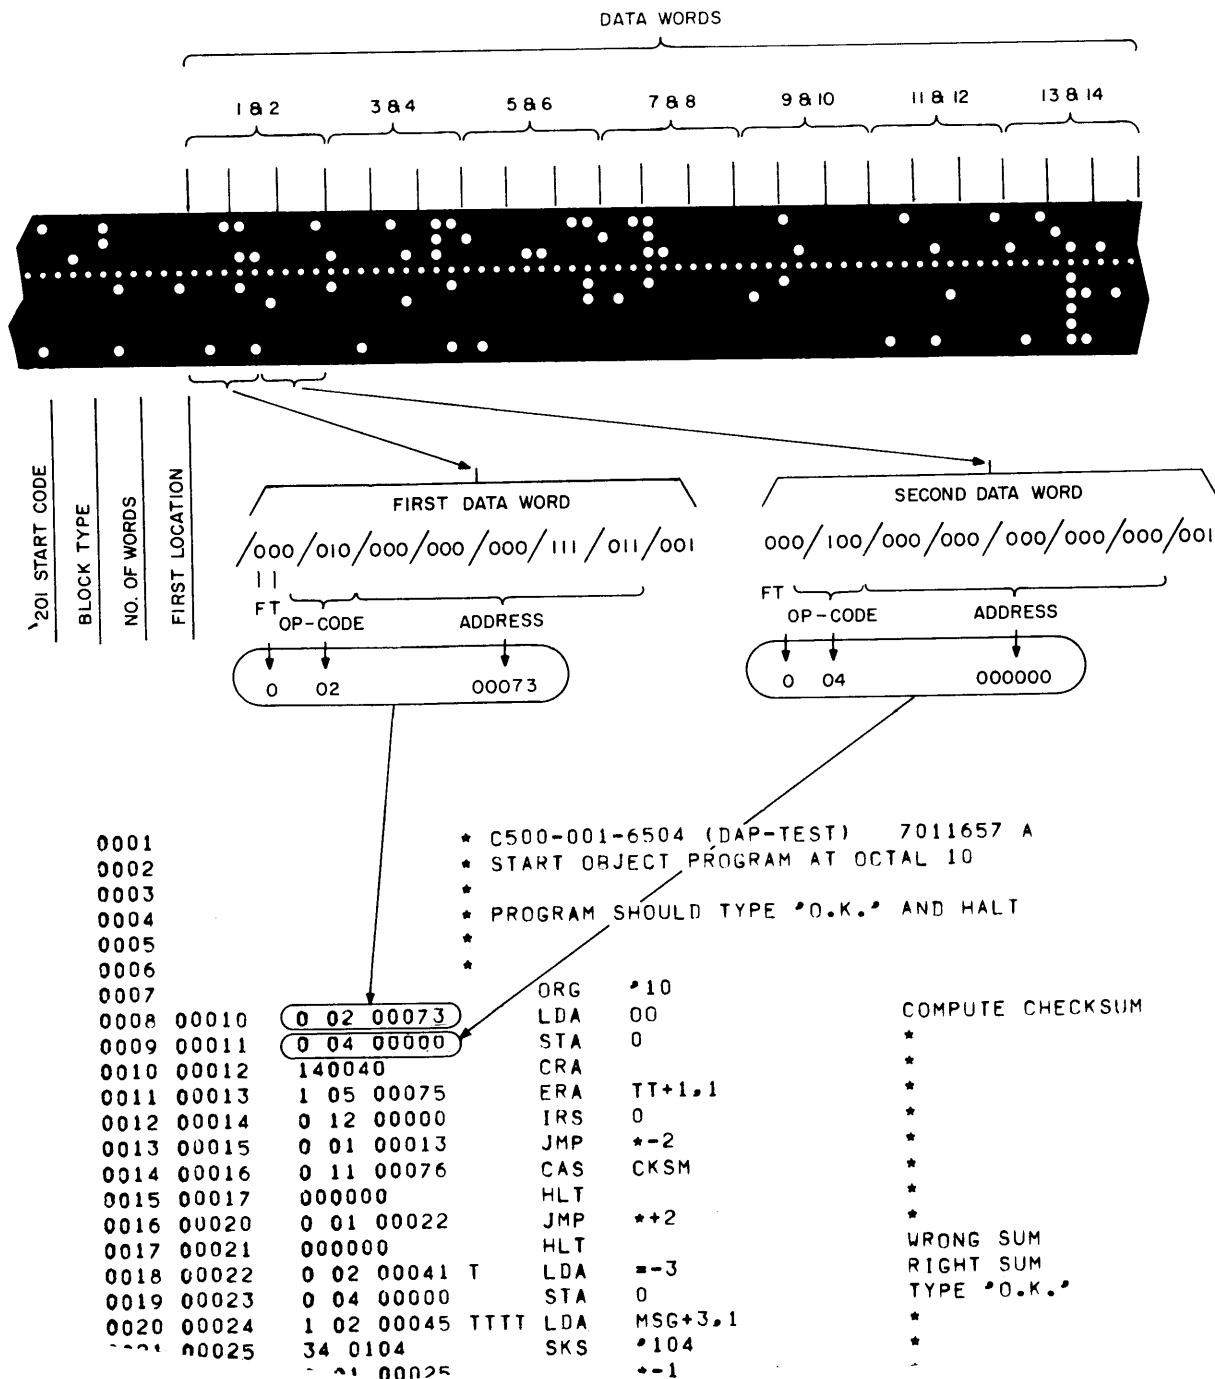 DATA WORDS
1 & 2 3 & 4 5 & 6 7 & 8 9 & 10 11 & 12 13 & 14
'201 START CODE
BLOCK TYPE
NO. OF WORDS
FIRST LOCATION
FIRST DATA WORD
/000/010/000/000/000/111/011/001
FT
OP-CODE ADDRESS
0 02 00073
SECOND DATA WORD
000/100/000/000/000/000/000/001
FT
OP-CODE ADDRESS
0 04 000000
0001 * C500-001-6504 (DAP-TEST) 7011657 A
0002 * START OBJECT PROGRAM AT OCTAL 10
0003 *
0004 * PROGRAM SHOULD TYPE 'O.K.' AND HALT
0005 *
0006 *
0007 ORG '10
0008 00010 0 02 00073 LDA 00 COMPUTE CHECKSUM
0009 00011 0 04 00000 STA 0 *
0010 00012 140040 CRA *
0011 00013 1 05 00075 ERA TT+1,1 *
0012 00014 0 12 00000 IRS 0 *
0013 00015 0 01 00013 JMP *-2 *
0014 00016 0 11 00076 CAS CKSM *
0015 00017 000000 HLT *
0016 00020 0 01 00022 JMP *+2 *
0017 00021 000000 HLT WRONG SUM
0018 00022 0 02 00041 T LDA =-3 RIGHT SUM
0019 00023 0 04 00000 STA 0 TYPE 'O.K.'
0020 00024 1 02 00045 TTTT LDA MSG+3,1 *
00025 34 0104 SKS '104 *
00025 *-1